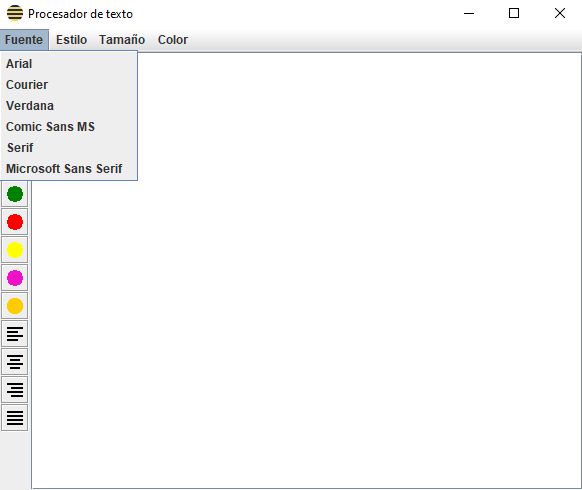 Procesador de texto
Fuente Estilo Tamaño Color
Arial
Courier
Verdana
Comic Sans MS
Serif
Microsoft Sans Serif